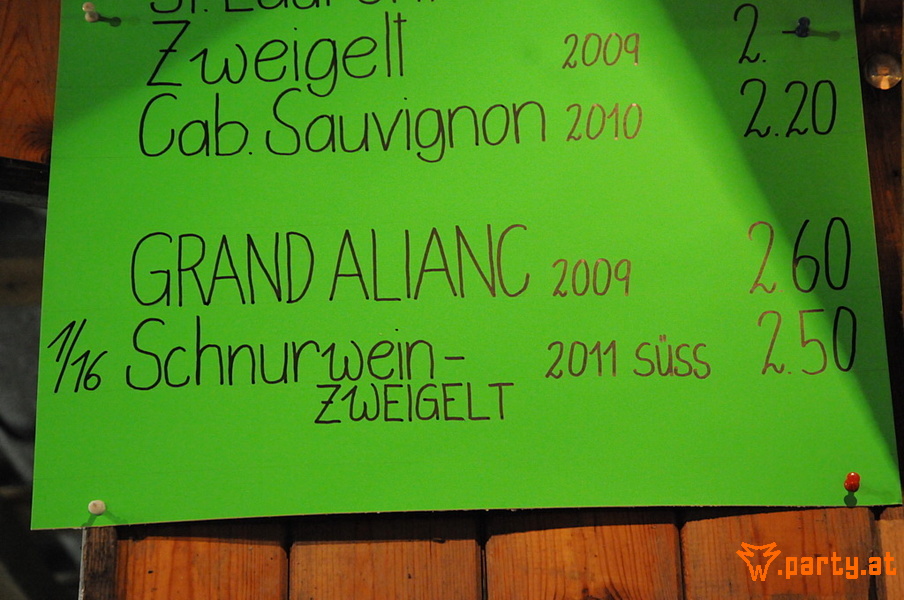 Zweigelt 2009 2.
Cab. Sauvignon 2010 2.20
GRAND ALIANC 2009 2 60
1/16 Schnurwein- 2011 süss 2.50
ZWEIGELT
W.party.at